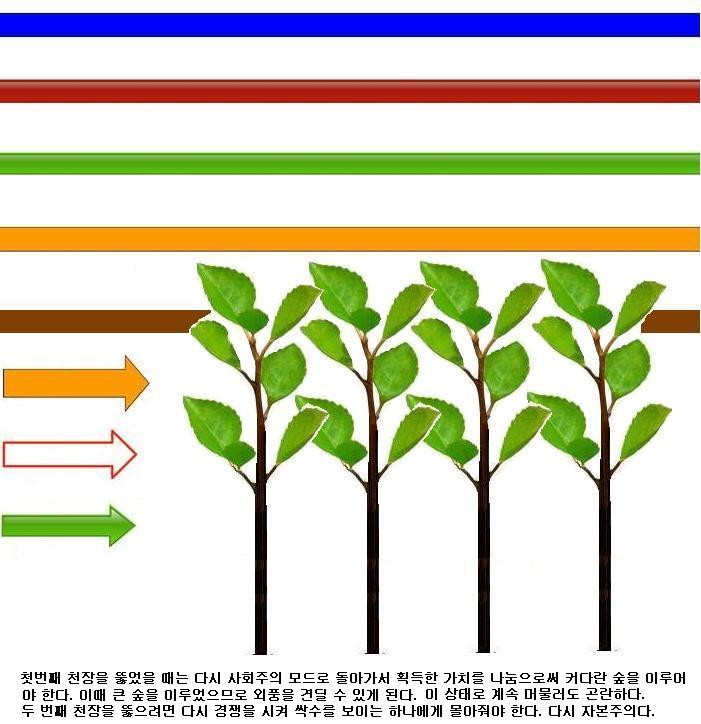 첫번째 천장을 뚫었을 때는 다시 사회주의 모드로 돌아가서 획득한 가치를 나눔으로써 커다란 숲을 이루어
야 한다. 이때 큰 숲을 이루었으므로 외풍을 견딜 수 있게 된다. 이 상태로 계속 머물러도 곤란하다.
두 번째 천장을 뚫으려면 다시 경쟁을 시켜 싹수를 보이는 하나에게 몰아줘야 한다. 다시 자본주의다.